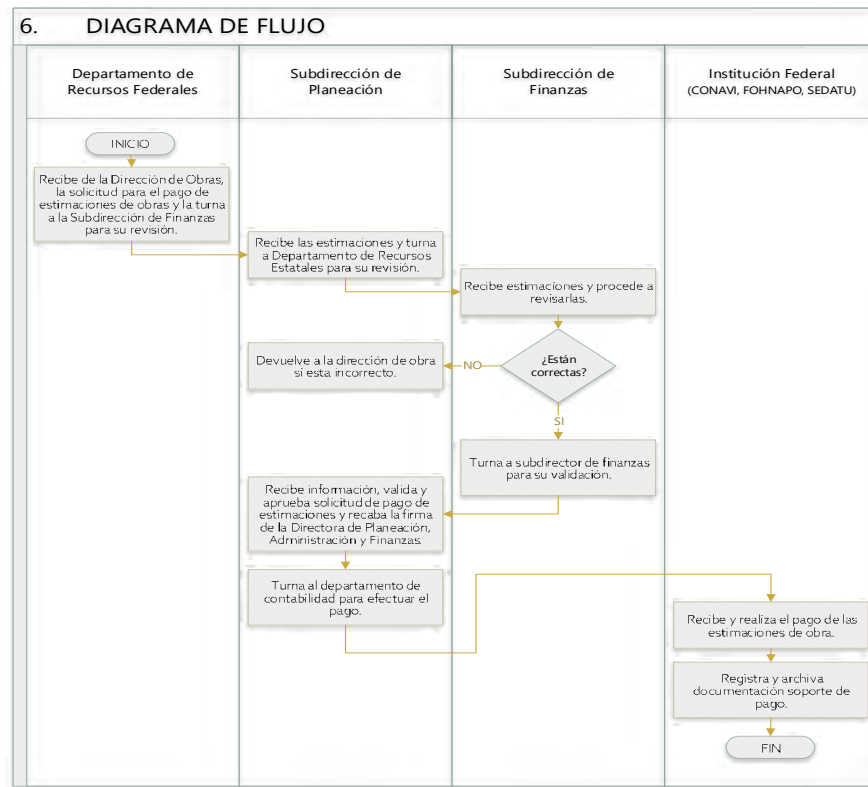 6. DIAGRAMA DE FLUJO
Departamento de
Recursos Federales
Subdirección de
Planeación
Subdirección de
Finanzas
Institución Federal
(CONAVI, FOHNAPO, SEDATU)
INICIO
Recibe de la Dirección de Obras,
la solicitud para el pago de
estimaciones de obras y la turna
a la Subdirección de Finanzas
para su revisión.
Recibe las estimaciones y turna
a Departamento de Recursos
Estatales para su revisión.
Recibe estimaciones y procede a
revisarlas.
¿Están
correctas?
NO
Devuelve a la dirección de obra
si esta incorrecto.
SI
Turna a subdirector de finanzas
para su validación.
Recibe información, valida y
aprueba solicitud de pago de
estimaciones y recaba la firma
de la Directora de Planeación,
Administración y Finanzas.
Turna al departamento de
contabilidad para efectuar el
pago.
Recibe y realiza el pago de las
estimaciones de obra.
Registra y archiva
documentación soporte de
pago.
FIN